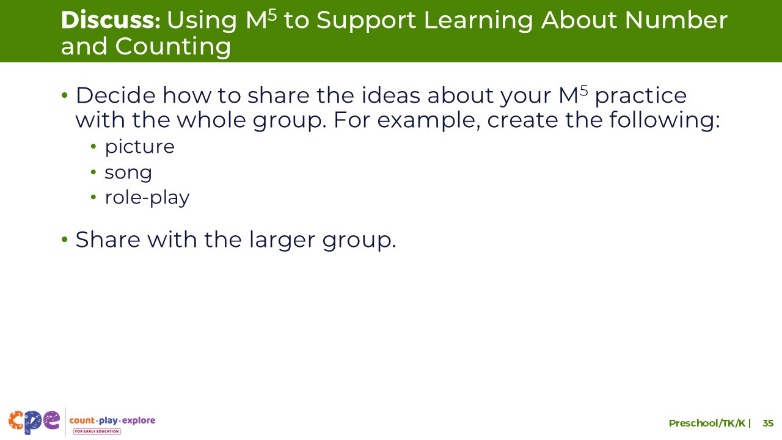 Discuss: Using M⁵ to Support Learning About Number
and Counting
• Decide how to share the ideas about your M⁵ practice
with the whole group. For example, create the following:
• picture
• song
• role-play
• Share with the larger group.
cpe
count·play·explore
FOR EARLY EDUCATION
Preschool/TK/K | 35